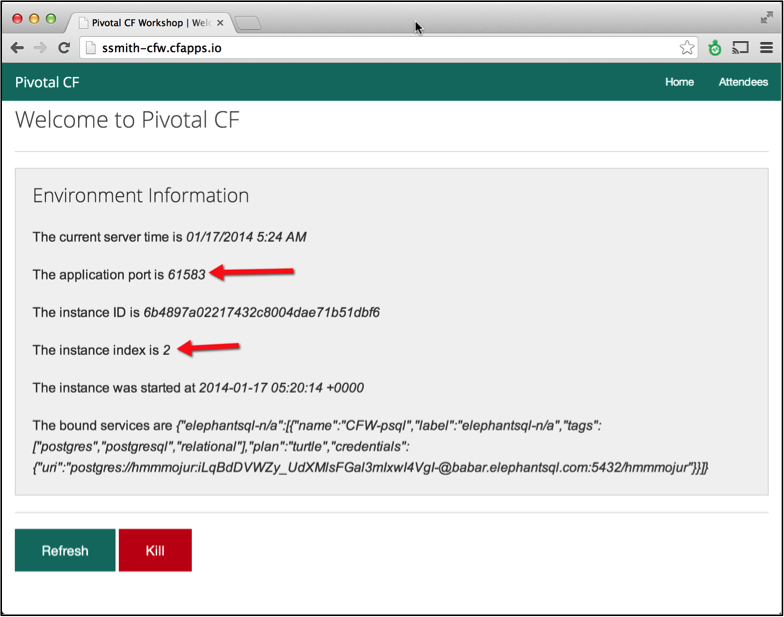 Pivotal CF Workshop | Welc
ssmith-cfw.cfapps.io
Pivotal CF Home Attendees
Welcome to Pivotal CF
Environment Information
The current server time is 01/17/2014 5:24 AM
The application port is 61583
The instance ID is 6b4897a02217432c8004dae71b51dbf6
The instance index is 2
The instance was started at 2014-01-17 05:20:14 +0000
The bound services are {"elephantsql-n/a":[{"name":"CFW-psql","label":"elephantsql-n/a","tags":
["postgres","postgresql","relational"],"plan":"turtle","credentials":
{"uri":"postgres://hmmmojur:iLqBdDVWZy_UdXMlsFGal3mlxwI4VgI-@babar.elephantsql.com:5432/hmmmojur"}}]}
Refresh Kill